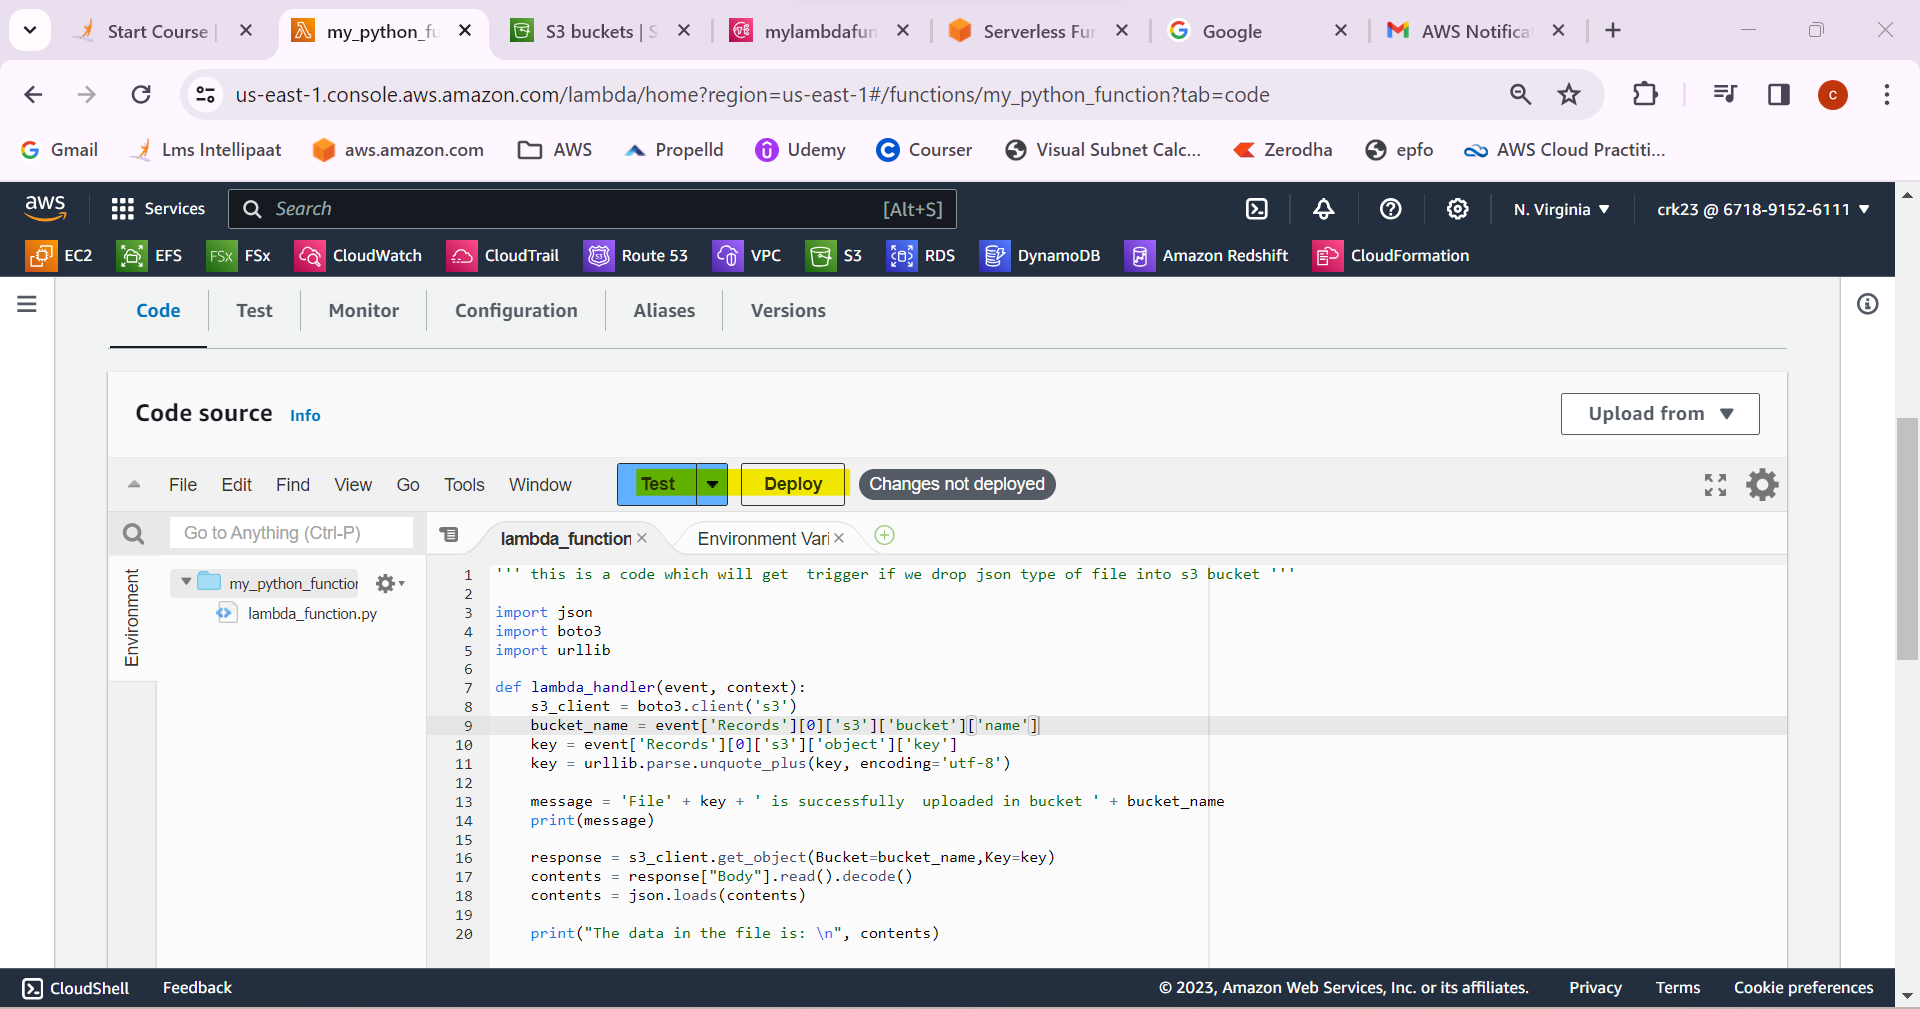 Start Course
my_python_fu
S3 buckets | S
mylambdafun
Serverless Fun
Google
AWS Notifica
us-east-1.console.aws.amazon.com/lambda/home?region=us-east-1#/functions/my_python_function?tab=code
C
Gmail
Lms Intellipaat
aws.amazon.com
AWS
Propelld
Udemy
Courser
Visual Subnet Calc...
Zerodha
epfo
AWS Cloud Practiti...
aws
Services
Search
[Alt+S]
N. Virginia
crk23 @ 6718-9152-6111
EC2
EFS
FSx
FSx
CloudWatch
CloudTrail
Route 53
VPC
S3
RDS
DynamoDB
Amazon Redshift
CloudFormation
Code
Test
Monitor
Configuration
Aliases
Versions
Code source Info
Upload from
File Edit Find View Go Tools Window
Test
Deploy
Changes not deployed
Go to Anything (Ctrl-P)
Environment
my_python_function
lambda_function.py
lambda_function
Environment Vari
1 ''' this is a code which will get  trigger if we drop json type of file into s3 bucket '''
2
3 import json
4 import boto3
5 import urllib
6
7 def lambda_handler(event, context):
8     s3_client = boto3.client('s3')
9     bucket_name = event['Records'][0]['s3']['bucket']['name']
10     key = event['Records'][0]['s3']['object']['key']
11     key = urllib.parse.unquote_plus(key, encoding='utf-8')
12
13     message = 'File' + key + ' is successfully  uploaded in bucket ' + bucket_name
14     print(message)
15
16     response = s3_client.get_object(Bucket=bucket_name,Key=key)
17     contents = response["Body"].read().decode()
18     contents = json.loads(contents)
19
20     print("The data in the file is: \n", contents)
CloudShell
Feedback
© 2023, Amazon Web Services, Inc. or its affiliates.
Privacy
Terms
Cookie preferences